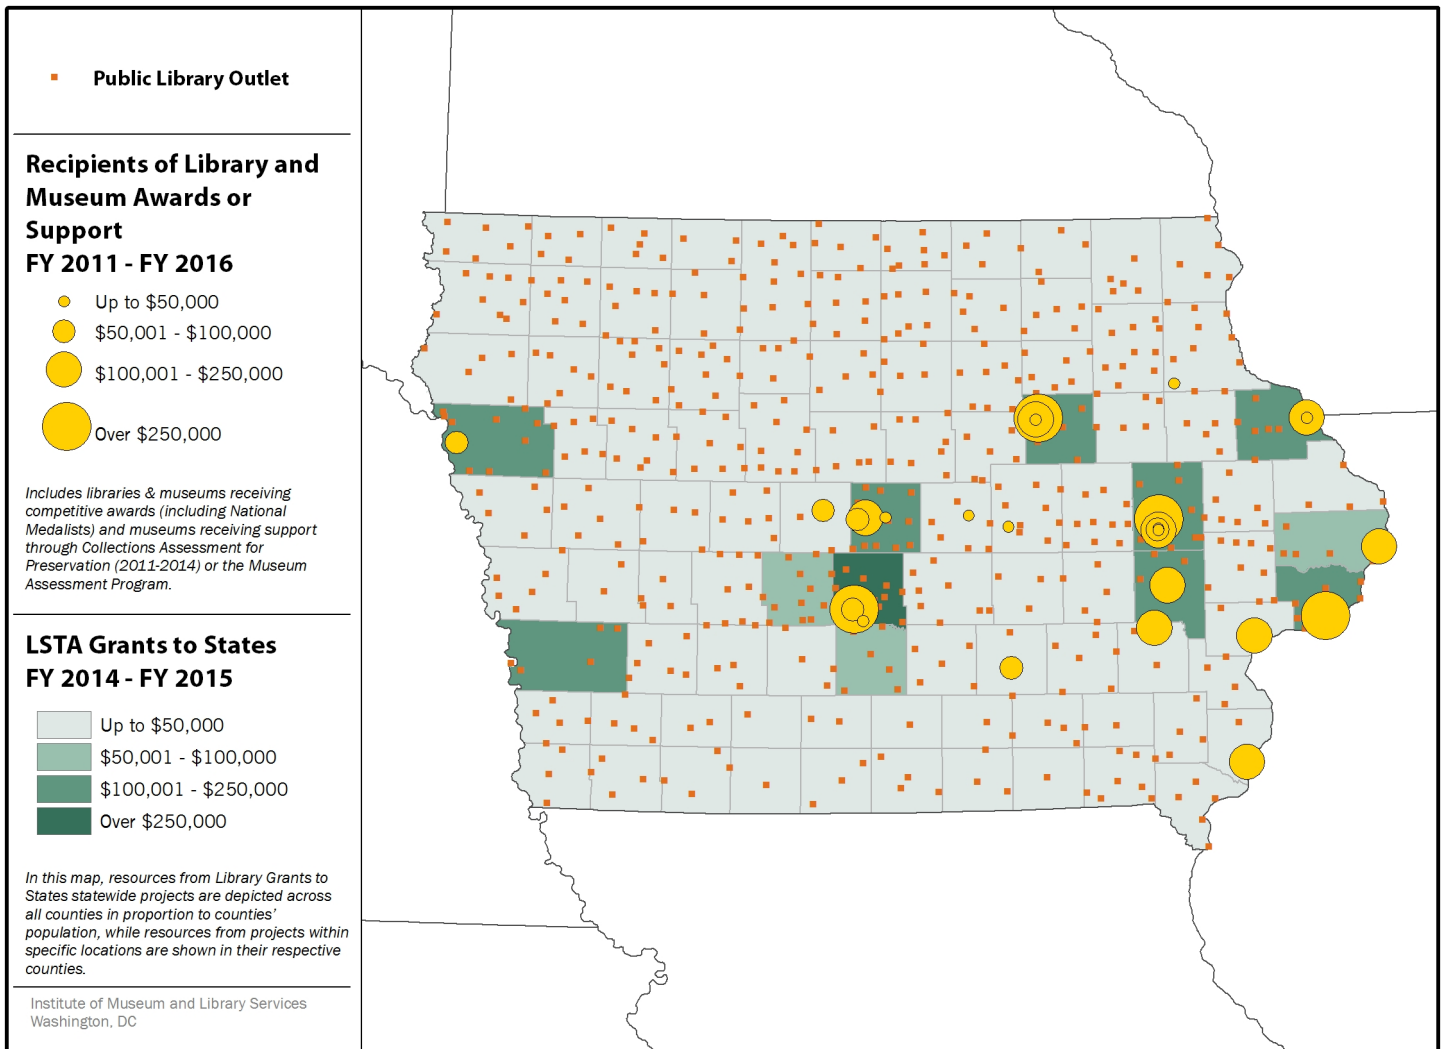 Public Library Outlet
Recipients of Library and
Museum Awards or
Support
FY 2011 - FY 2016
Up to $50,000
$50,001 - $100,000
$100,001 - $250,000
Over $250,000
Includes libraries & museums receiving
competitive awards (including National
Medalists) and museums receiving support
through Collections Assessment for
Preservation (2011-2014) or the Museum
Assessment Program.
LSTA Grants to States
FY 2014 - FY 2015
Up to $50,000
$50,001 - $100,000
$100,001 - $250,000
Over $250,000
In this map, resources from Library Grants to
States statewide projects are depicted across
all counties in proportion to counties'
population, while resources from projects within
specific locations are shown in their respective
counties.
Institute of Museum and Library Services
Washington, DC